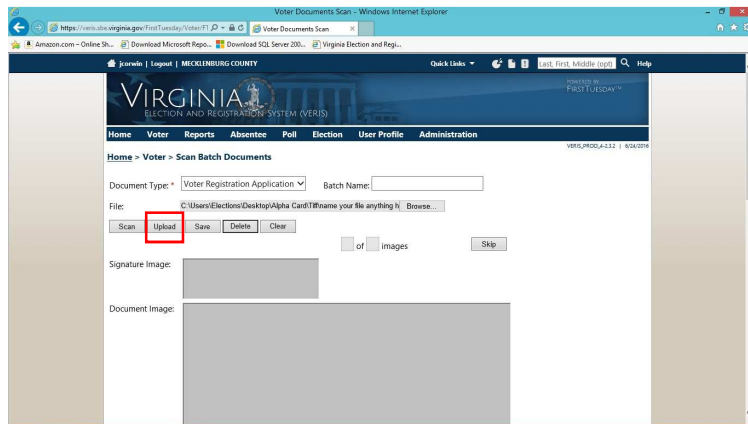 Voter Documents Scan - Windows Internet Explorer
https://veris.sbe.virginia.gov/FirstTuesday/Voter/F1
Voter Documents Scan
Amazon.com – Online Sh... Download Microsoft Repo... Download SQL Server 200... Virginia Election and Regi...
jcorwin | Logout | MECKLENBURG COUNTY Quick Links Last, First, Middle (opt) Help
VIRGINIA
ELECTION AND REGISTRATION SYSTEM (VERIS)
POWERED BY
FIRSTTUESDAY™
Home Voter Reports Absentee Poll Election User Profile Administration
VERIS_PROD_4-2.3.2 | 6/24/2016
Home > Voter > Scan Batch Documents
Document Type: * Voter Registration Application Batch Name:
File: C:\Users\Elections\Desktop\Alpha Card\Tiff\name your file anything h Browse...
Scan Upload Save Delete Clear
of images Skip
Signature Image:
Document Image: